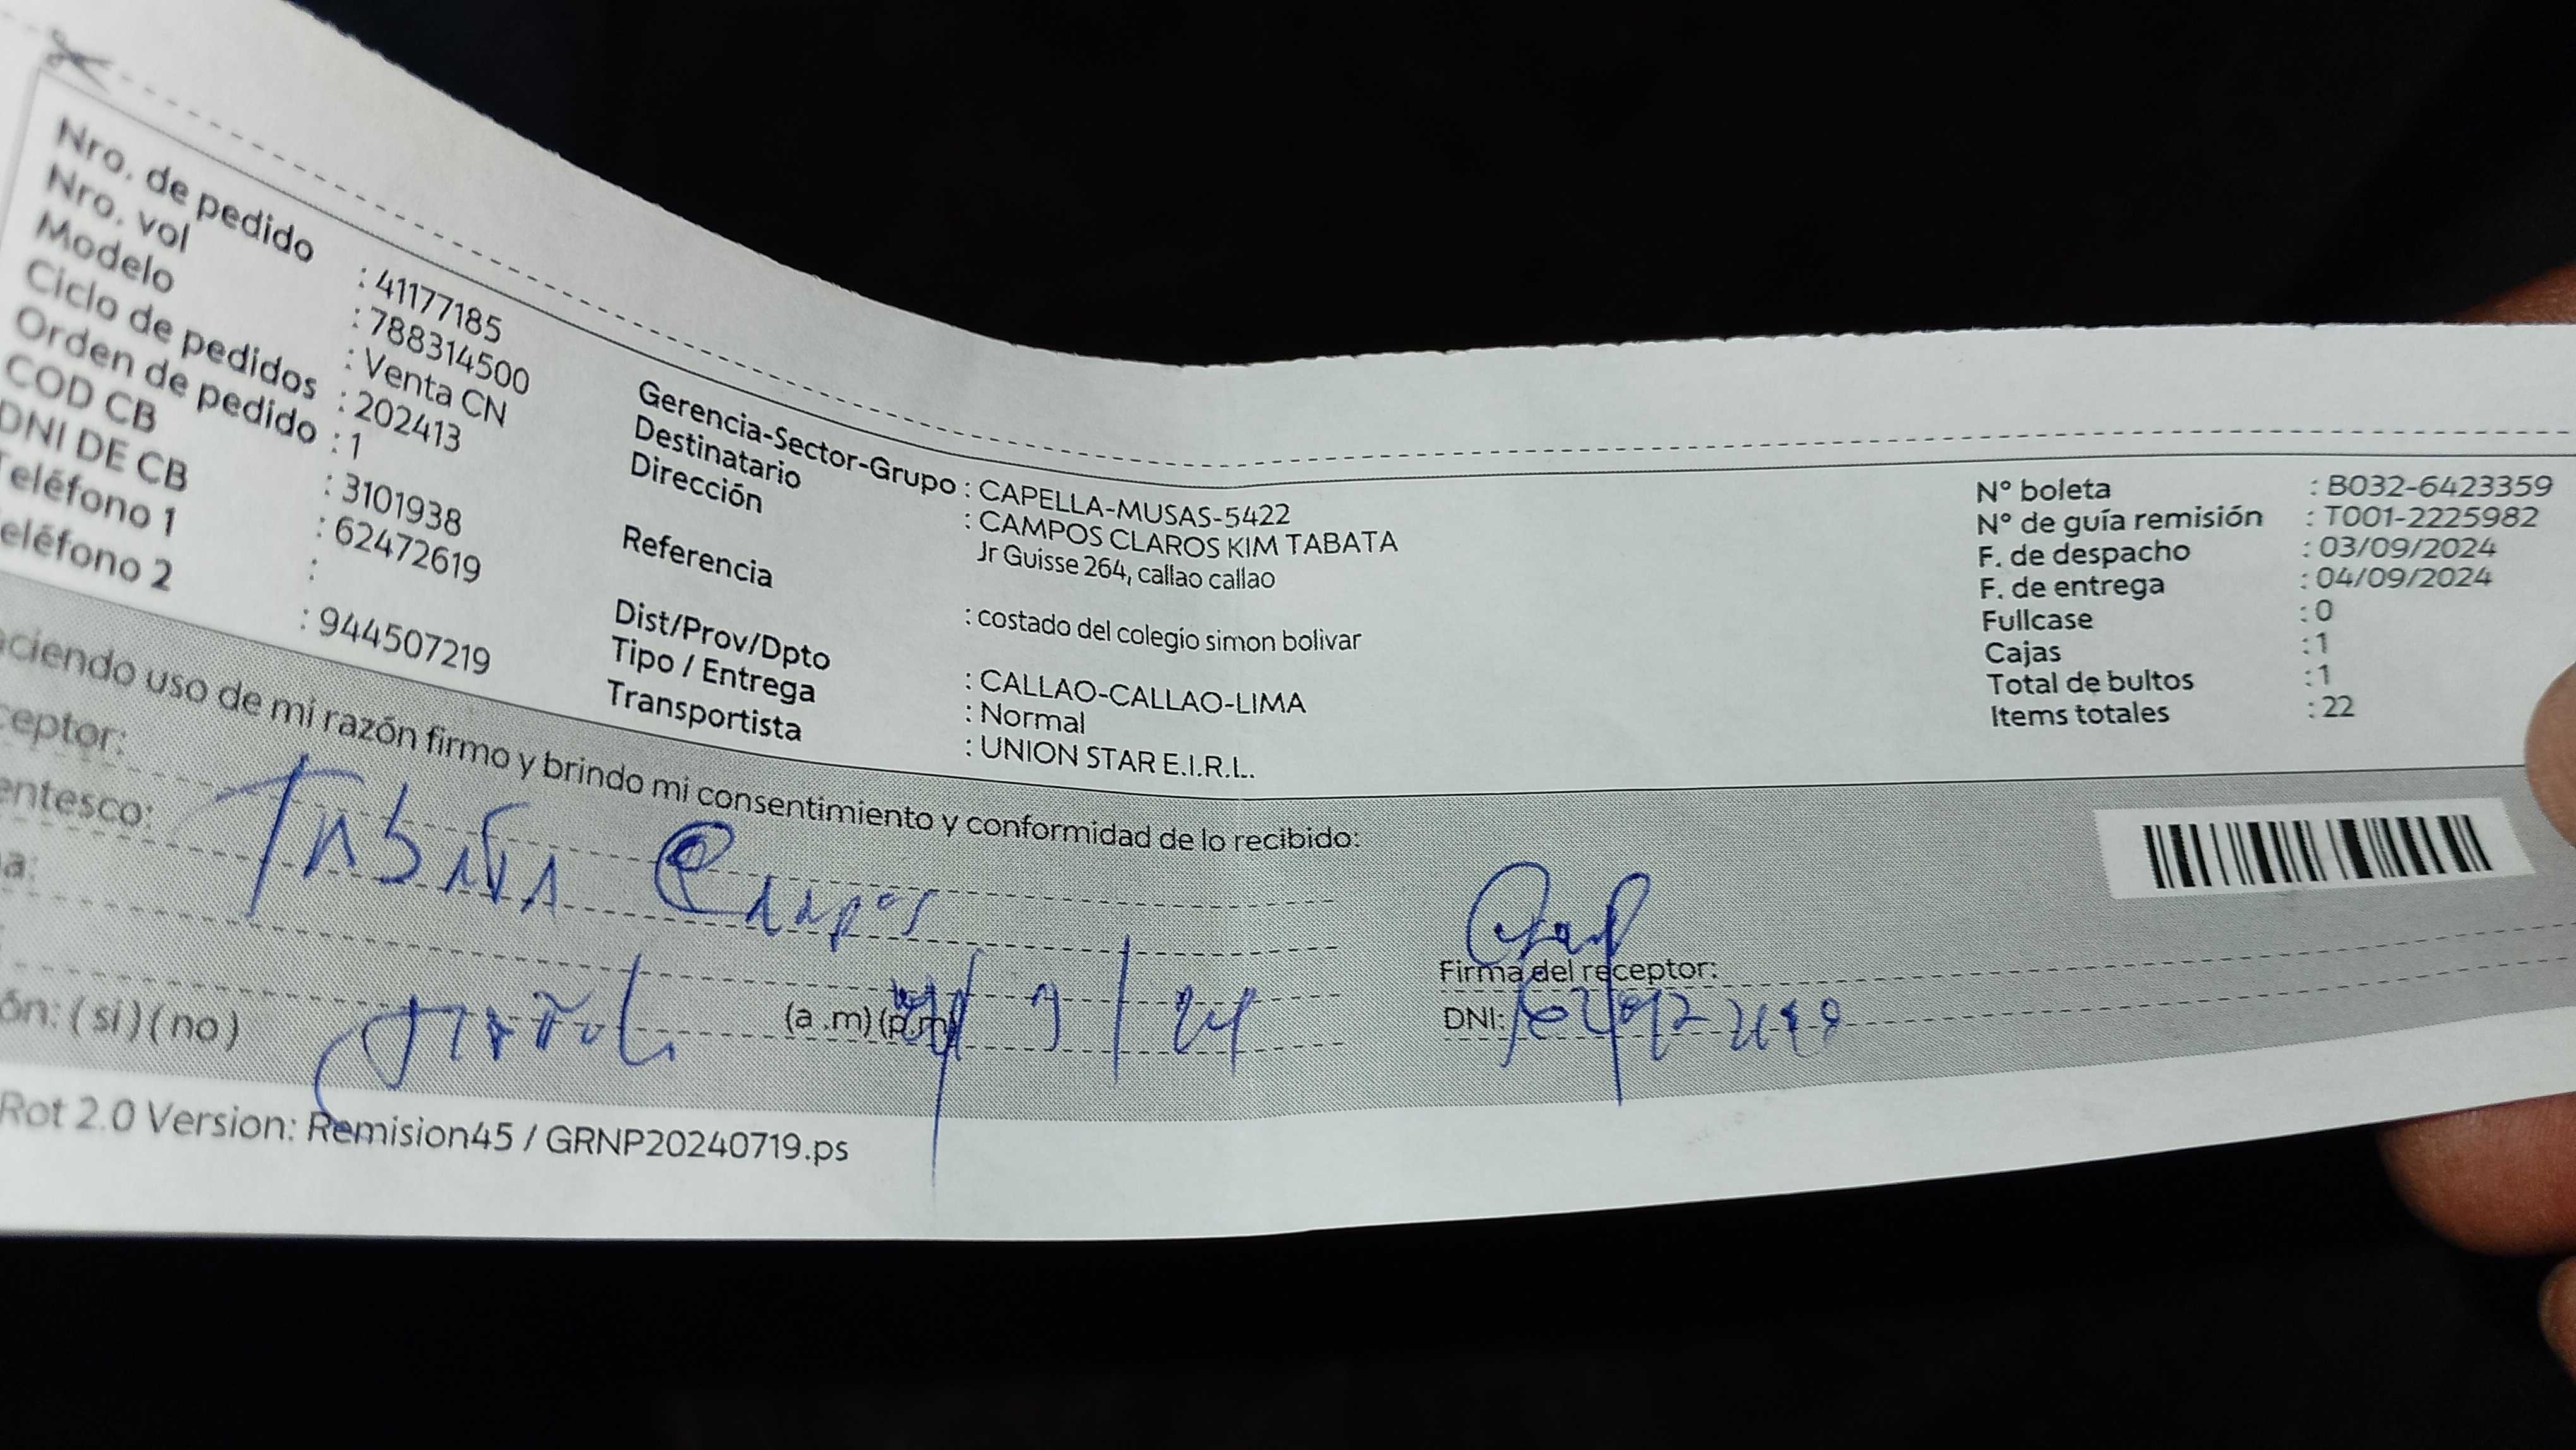 Nro. de pedido : 41177185
Nro. vol : 788314500
Modelo : Venta CN
Ciclo de pedidos : 202413
Orden de pedido : 1
COD CB : 3101938
DNI DE CB : 62472619
Teléfono 1 :
eléfono 2 : 944507219
Gerencia-Sector-Grupo : CAPELLA-MUSAS-5422
Destinatario : CAMPOS CLAROS KIM TABATA
Dirección Jr Guisse 264, callao callao
Referencia : costado del colegio simon bolivar
Dist/Prov/Dpto : CALLAO-CALLAO-LIMA
Tipo / Entrega : Normal
Transportista : UNION STAR E.I.R.L.
N° boleta : B032-6423359
N° de guía remisión : T001-2225982
F. de despacho : 03/09/2024
F. de entrega : 04/09/2024
Fullcase : 0
Cajas : 1
Total de bultos : 1
Items totales : 22
aciendo uso de mi razón firmo y brindo mi consentimiento y conformidad de lo recibido:
ceptor:
entesco: Campos
a:
ón: (si) (no) (a .m) (p.m)
Firma del receptor:
DNI:
Rot 2.0 Version: Remision45 / GRNP20240719.ps